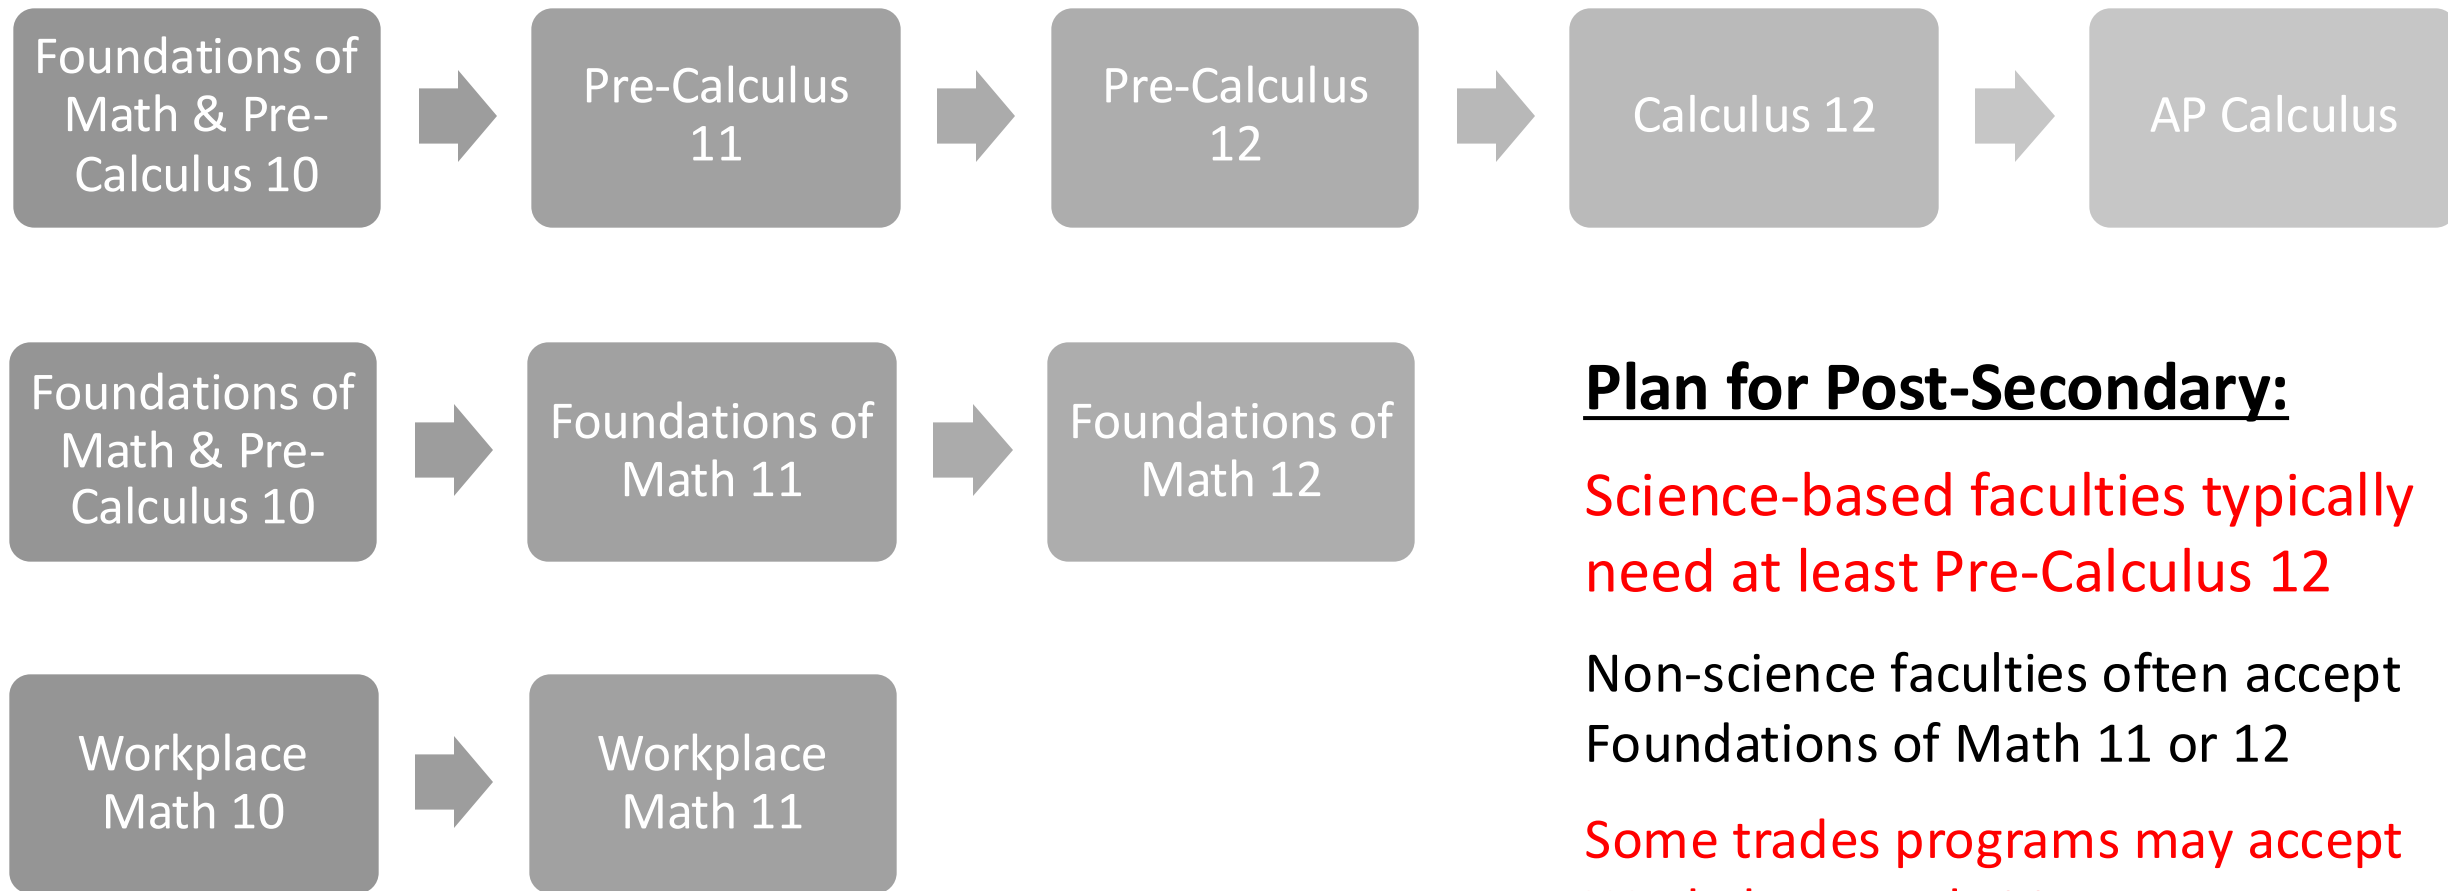 Foundations of
Math & Pre-
Calculus 10
Pre-Calculus
11
Pre-Calculus
12
Calculus 12
AP Calculus
Foundations of
Math & Pre-
Calculus 10
Foundations of
Math 11
Foundations of
Math 12
Workplace
Math 10
Workplace
Math 11
Plan for Post-Secondary:
Science-based faculties typically
need at least Pre-Calculus 12
Non-science faculties often accept
Foundations of Math 11 or 12
Some trades programs may accept